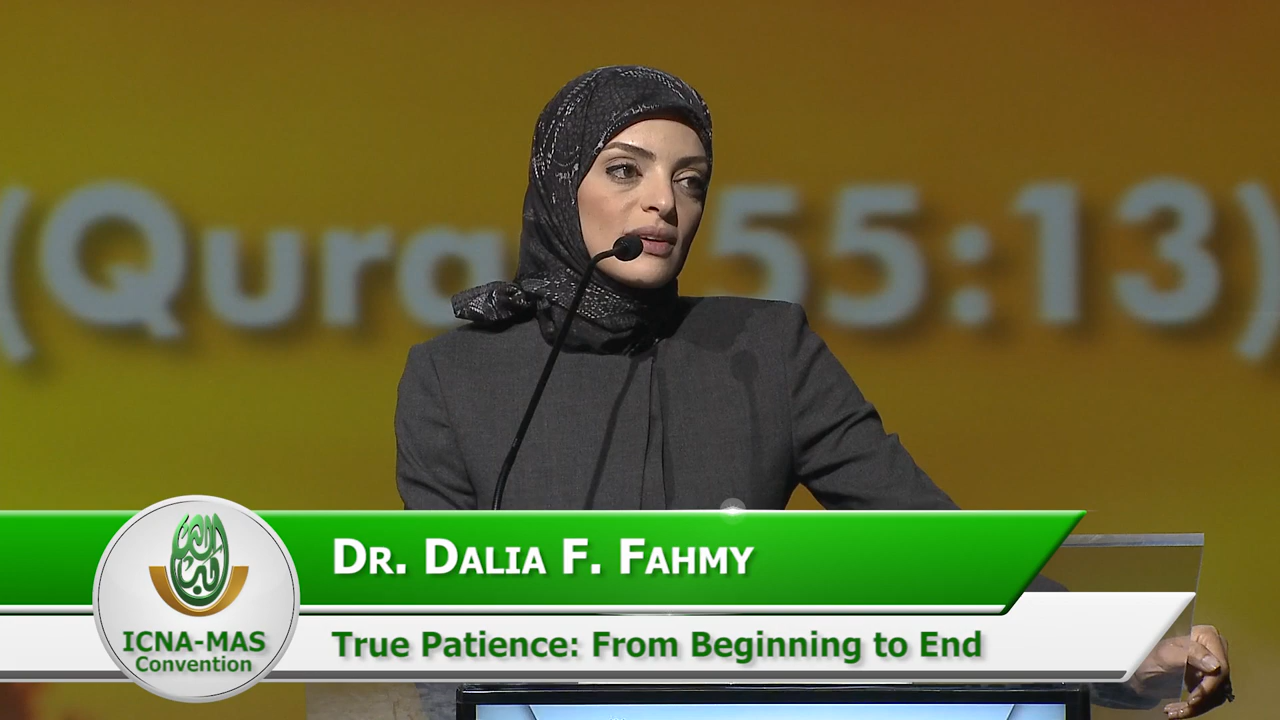 (Qura 55:13)
DR. DALIA F. FAHMY
True Patience: From Beginning to End
ICNA-MAS
Convention